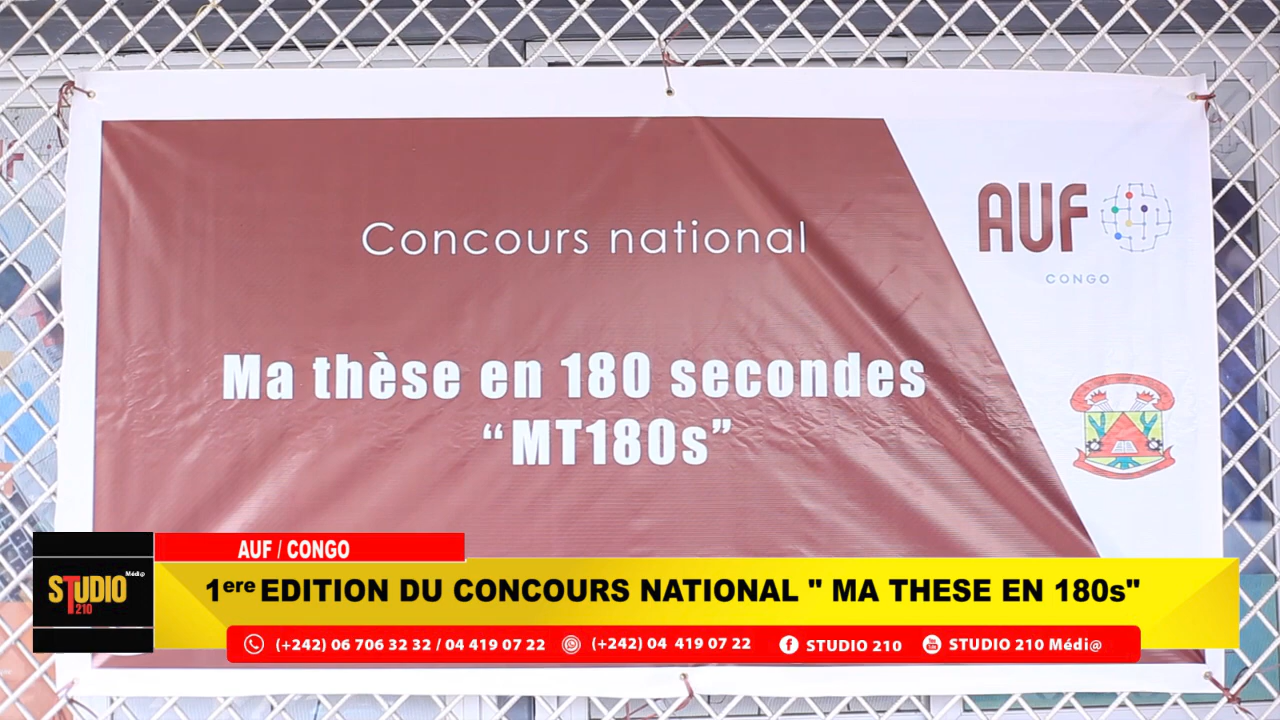 Concours national
AUF
CONGO
Ma thèse en 180 secondes
“MT180s”
AUF / CONGO
STUDIO Médi@
210
1ere EDITION DU CONCOURS NATIONAL " MA THESE EN 180s"
(+242) 06 706 32 32 / 04 419 07 22 (+242) 04 419 07 22 STUDIO 210 STUDIO 210 Médi@